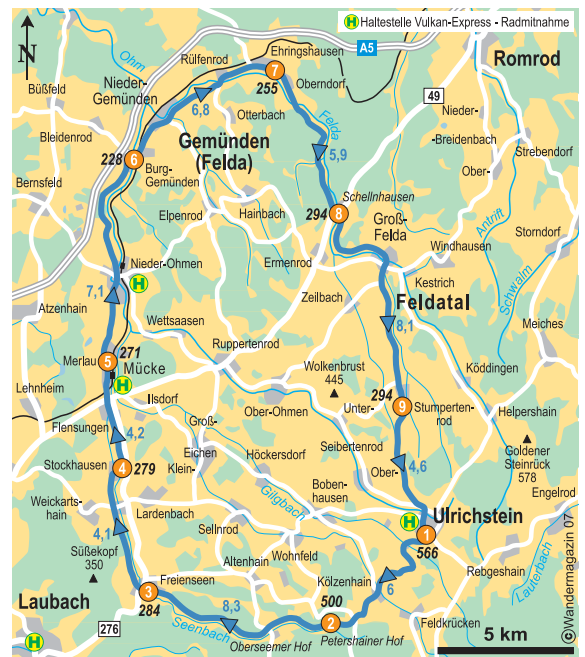 H Haltestelle Vulkan-Express - Radmitnahme
N
Ohm
A5
Ehringshausen
Romrod
Rülfenrod
7
255
Oberndorf
Nieder-
Gemünden
Büßfeld
6,8
49
Otterbach
Felda
Nieder-
Breidenbach
Ober-
Strebendorf
Bleidenrod
Gemünden
(Felda)
5,9
228
6
Burg-
Gemünden
Bernsfeld
Schellnhausen
Elpenrod
Hainbach
294
8
Groß-
Felda
Antrift
Storndorf
Windhausen
Schwalm
Nieder-Ohmen
H
Ermenrod
Kestrich
Zeilbach
Feldatal
7,1
Atzenhain
Wettsaasen
8,1
Meiches
Ruppertenrod
271
Merlau
5
Mücke
H
Wolkenbrust
445
Köddingen
Lehnheim
Ilsdorf
294
9
Unter-
Stumperten-
rod
Ober-Ohmen
Groß-
Helpershain
Flensungen
4,2
Eichen
Klein-
Höckersdorf
Seibertenrod
Goldener
Steinrück
578
Stockhausen
4
279
Ober-
4,6
Boben-
hausen
Engelrod
Weickarts-
hain
Gilgbach
Ulrichstein
H
1
566
Lardenbach
4,1
Sellnrod
Wohnfeld
Süßekopf
350
Altenhain
Lauterbach
Rebgeshain
Kölzenhain
6
Freienseen
3
284
500
Laubach
8,3
2
Feldkrücken
276
Seenbach
Oberseemer Hof
Petershainer Hof
H
5 km
©Wandermagazin 07